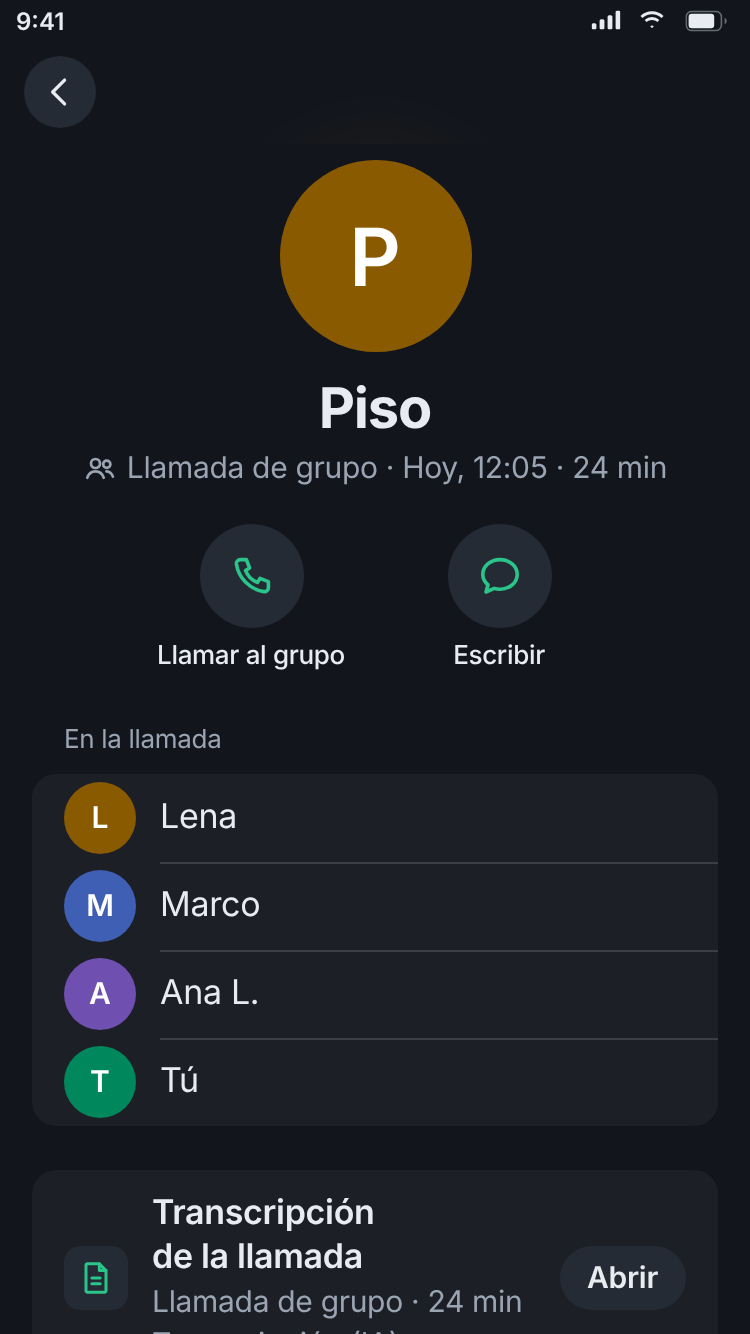 9:41
P
Piso
Llamada de grupo · Hoy, 12:05 · 24 min
Llamar al grupo
Escribir
En la llamada
L
Lena
M
Marco
A
Ana L.
T
Tú
Transcripción
de la llamada
Llamada de grupo · 24 min
Abrir